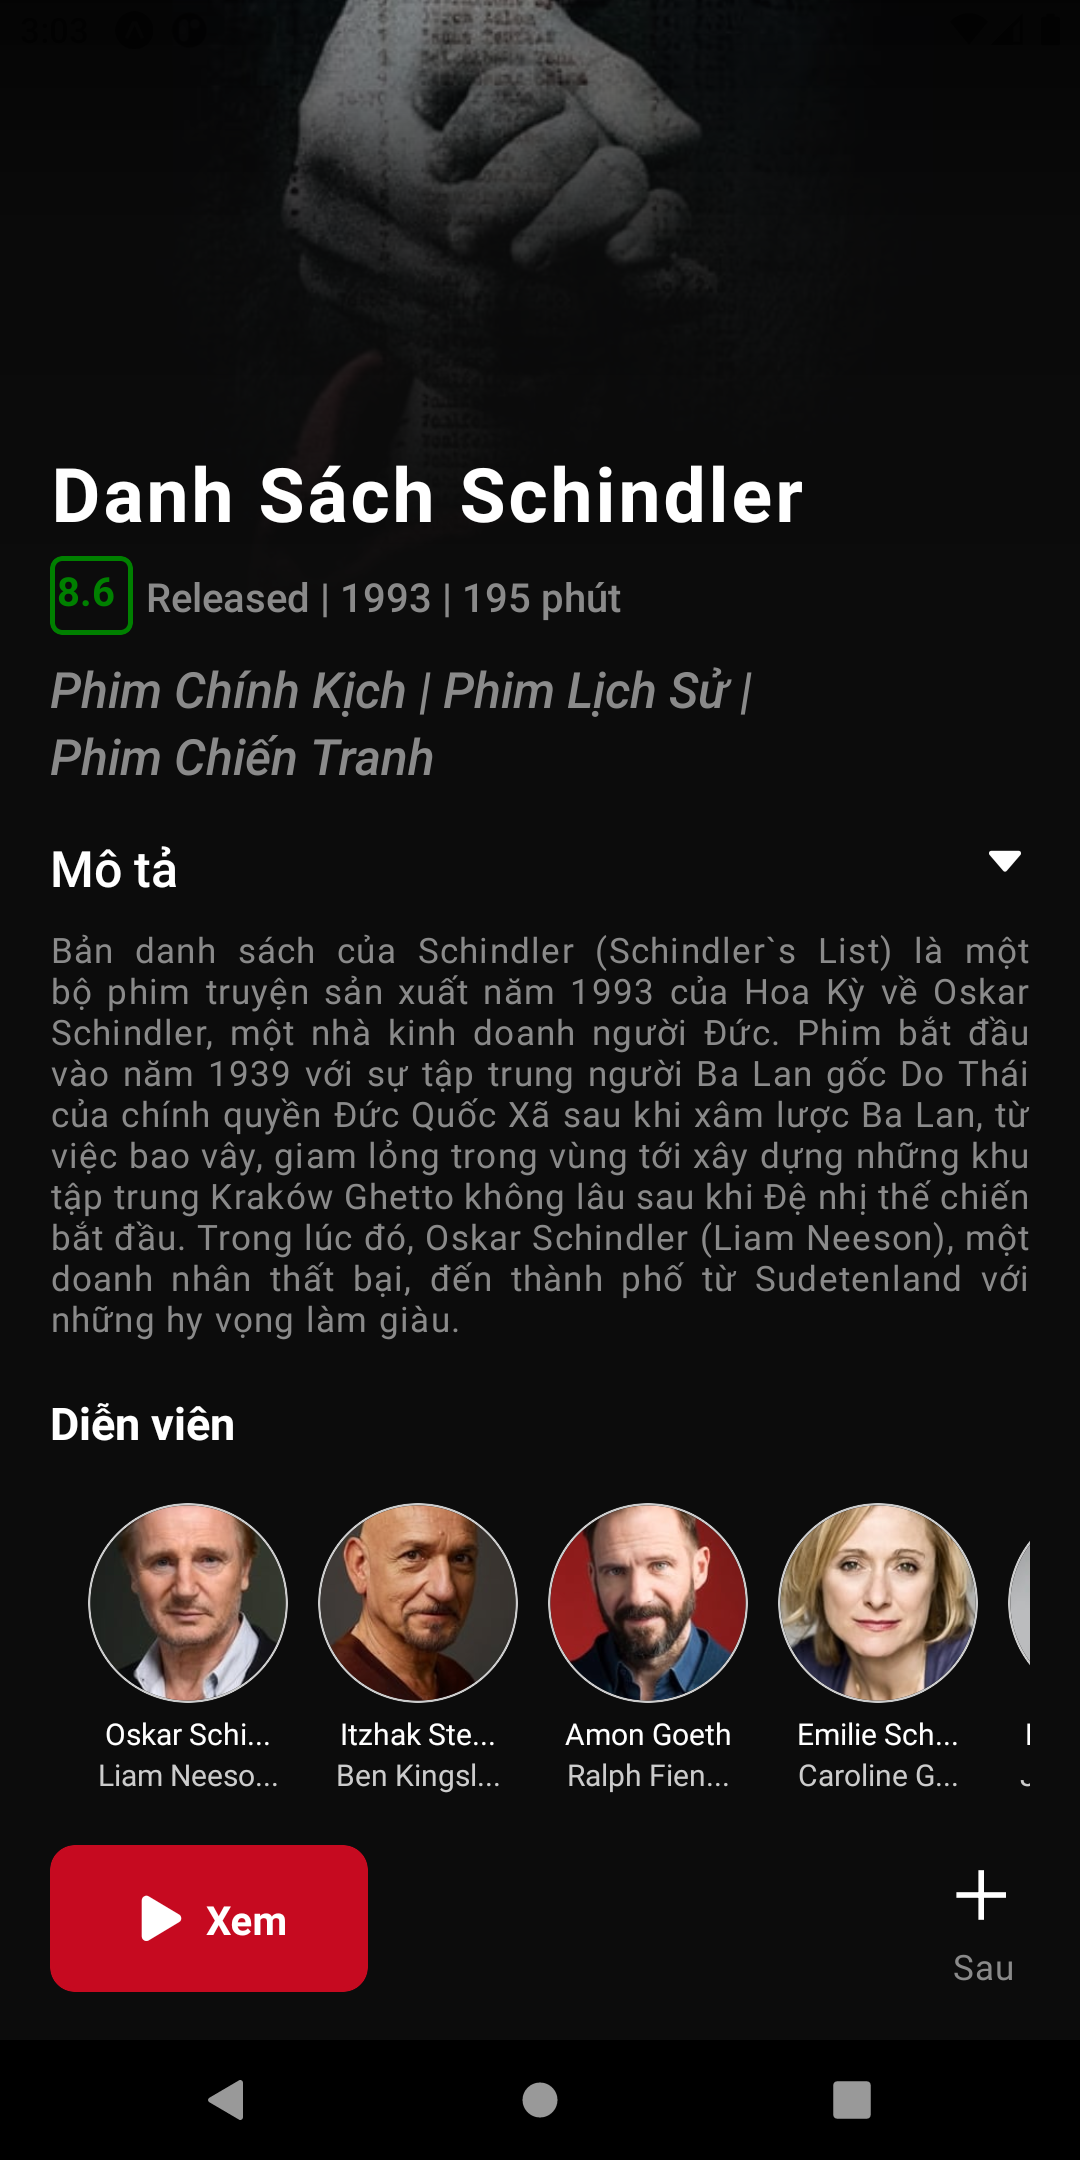 3:03
Danh Sách Schindler
8.6 Released | 1993 | 195 phút
Phim Chính Kịch | Phim Lịch Sử |
Phim Chiến Tranh
Mô tả
Bản danh sách của Schindler (Schindler`s List) là một
bộ phim truyện sản xuất năm 1993 của Hoa Kỳ về Oskar
Schindler, một nhà kinh doanh người Đức. Phim bắt đầu
vào năm 1939 với sự tập trung người Ba Lan gốc Do Thái
của chính quyền Đức Quốc Xã sau khi xâm lược Ba Lan, từ
việc bao vây, giam lỏng trong vùng tới xây dựng những khu
tập trung Kraków Ghetto không lâu sau khi Đệ nhị thế chiến
bắt đầu. Trong lúc đó, Oskar Schindler (Liam Neeson), một
doanh nhân thất bại, đến thành phố từ Sudetenland với
những hy vọng làm giàu.
Diễn viên
Oskar Schi...
Liam Neeso...
Itzhak Ste...
Ben Kingsl...
Amon Goeth
Ralph Fien...
Emilie Sch...
Caroline G...
Xem
Sau